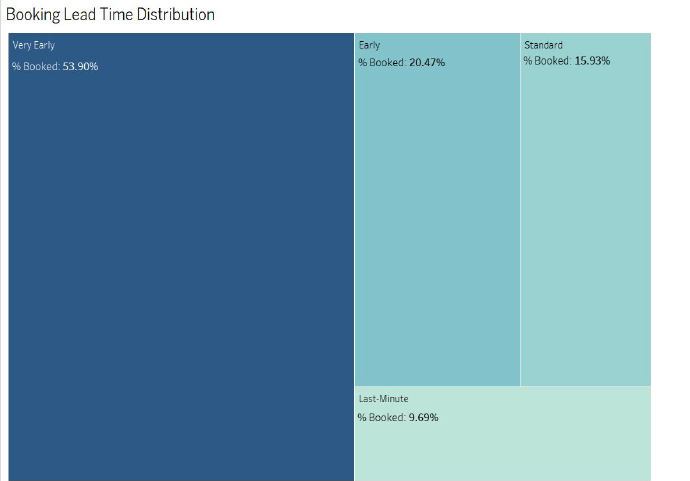 Booking Lead Time Distribution
Very Early
% Booked: 53.90%
Early
% Booked: 20.47%
Standard
% Booked: 15.93%
Last-Minute
% Booked: 9.69%